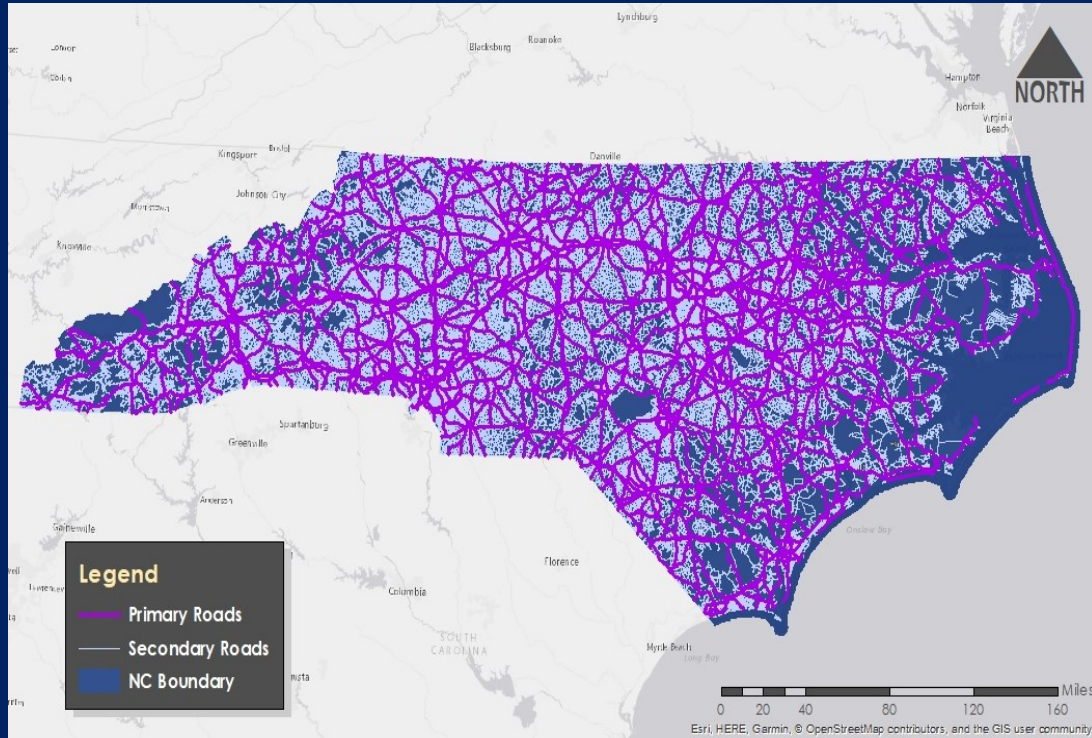 Lynchburg
Roanoke
Blacksburg
London
Hampton
NORTH
Norfolk
Virginia
Beach
Danville
Bristol
Kingsport
Johnson City
Morristown
Knoxville
Spartanburg
Greenville
Anderson
Onslow Bay
Gainesville
Florence
Columbia
SOUTH
CAROLINA
Myrtle Beach
Long Bay
Legend
Primary Roads
Secondary Roads
NC Boundary
Miles
0 20 40 80 120 160
Esri, HERE, Garmin, © OpenStreetMap contributors, and the GIS user community